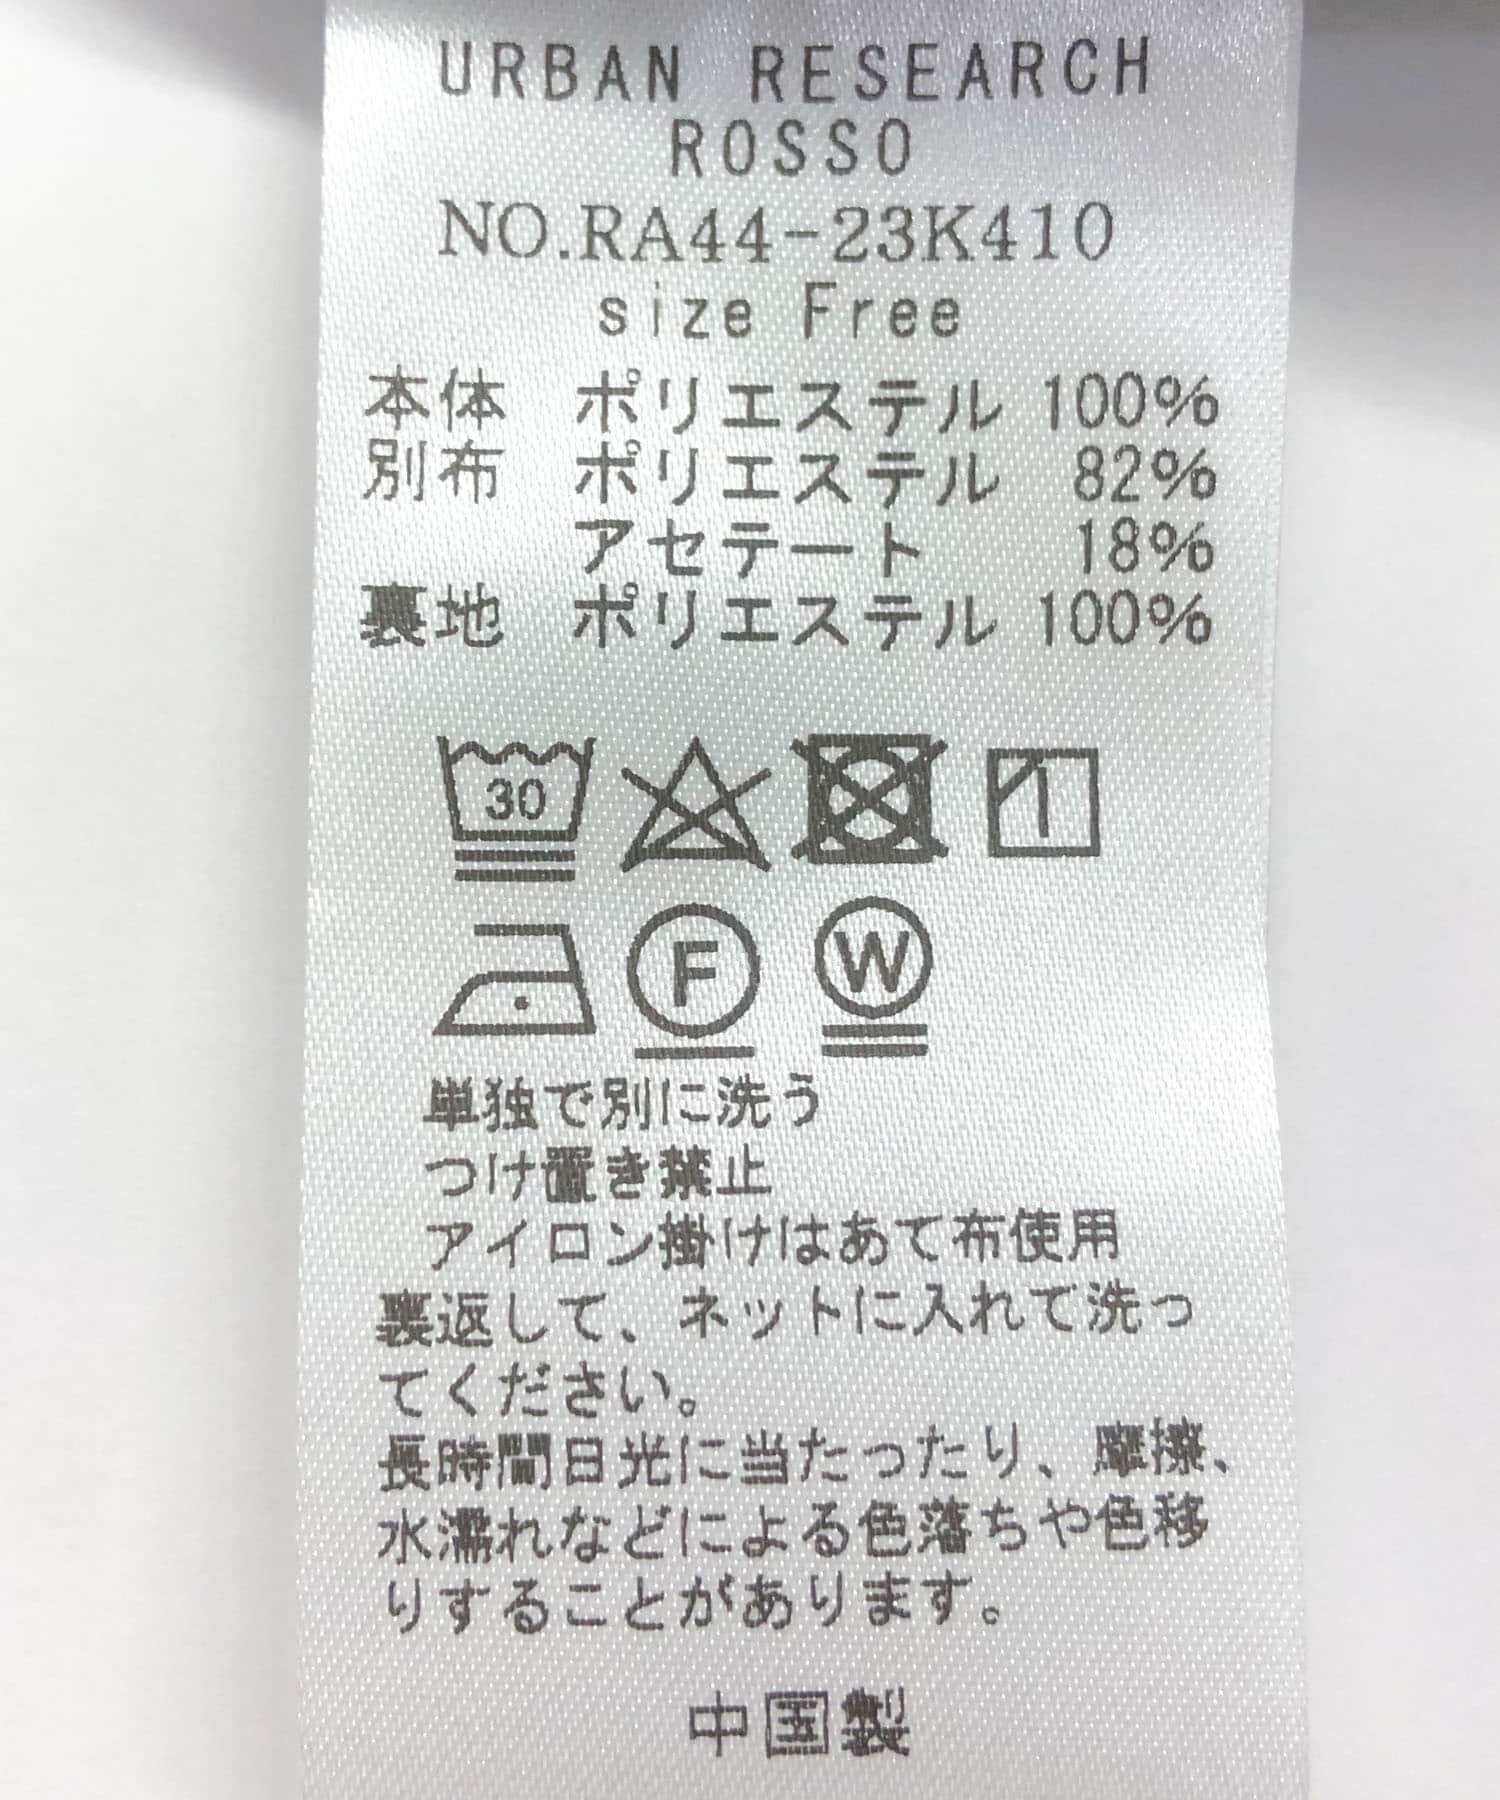 URBAN RESEARCH
ROSSO
NO.RA44-23K410
size Free
本体 ポリエステル 100%
別布 ポリエステル 82%
アセテート 18%
裏地 ポリエステル 100%
30
F
W
単独で別に洗う
つけ置き禁止
アイロン掛けはあて布使用
裏返して、ネットに入れて洗っ
てください。
長時間日光に当たったり、摩擦、
水濡れなどによる色落ちや色移
りすることがあります。
中国製